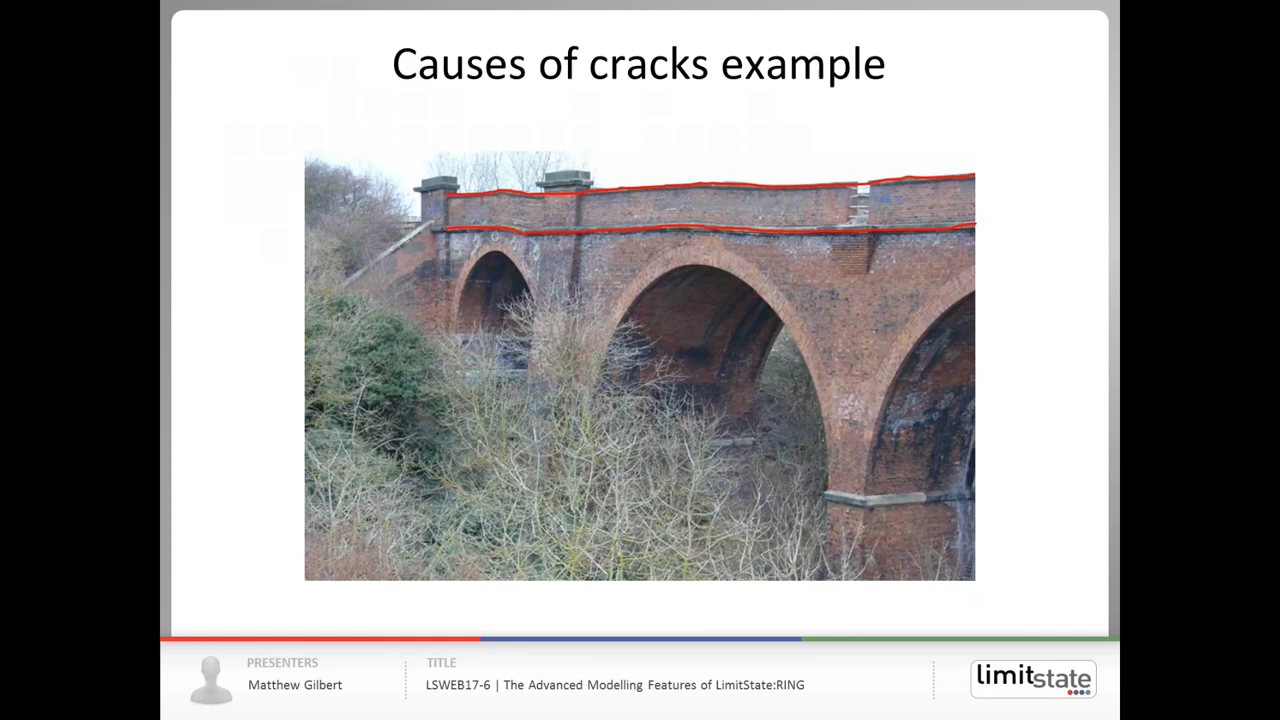 Causes of cracks example
PRESENTERS
Matthew Gilbert
TITLE
LSWEB17-6 | The Advanced Modelling Features of LimitState:RING
limitstate